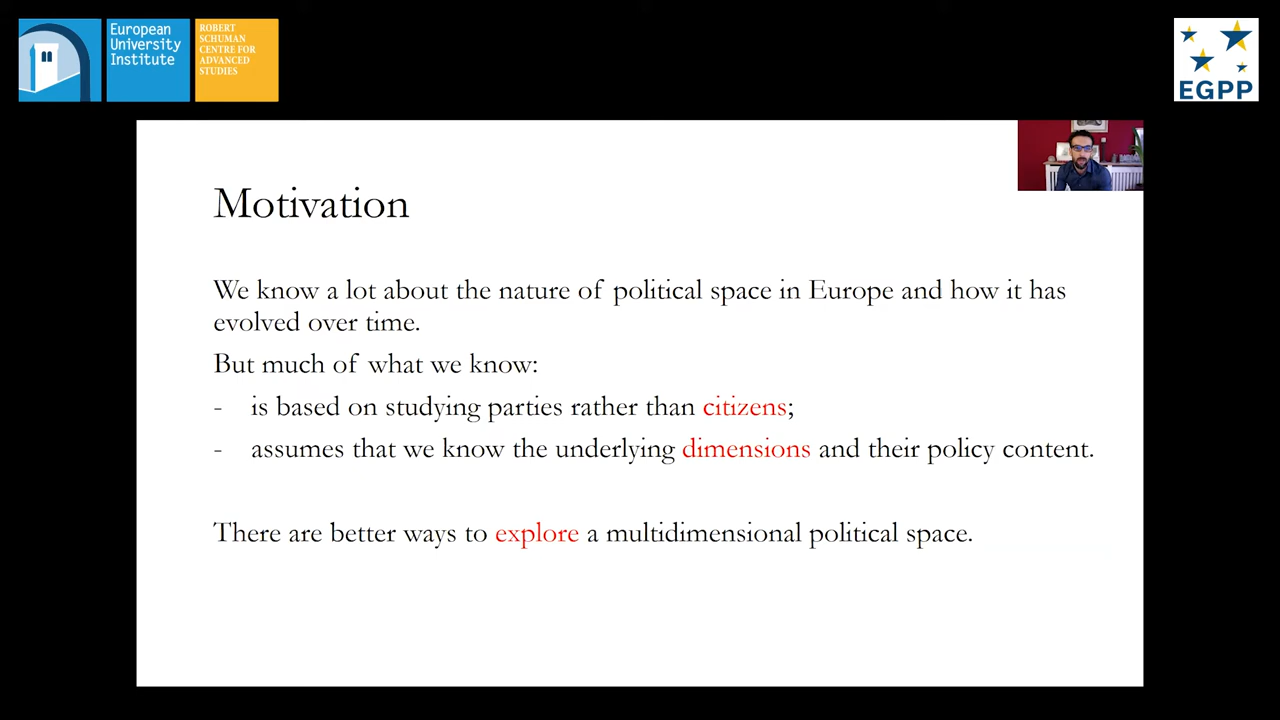 European
University
Institute
ROBERT
SCHUMAN
CENTRE FOR
ADVANCED
STUDIES
EGPP
Motivation
We know a lot about the nature of political space in Europe and how it has
evolved over time.
But much of what we know:
- is based on studying parties rather than citizens;
- assumes that we know the underlying dimensions and their policy content.
There are better ways to explore a multidimensional political space.